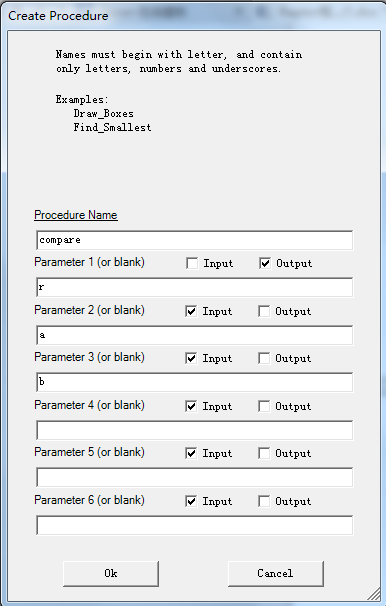 Create Procedure
Names must begin with letter, and contain
only letters, numbers and underscores.
Examples:
Draw_Boxes
Find_Smallest
Procedure Name
compare
Parameter 1 (or blank) Input Output
r
Parameter 2 (or blank) Input Output
a
Parameter 3 (or blank) Input Output
b
Parameter 4 (or blank) Input Output
Parameter 5 (or blank) Input Output
Parameter 6 (or blank) Input Output
Ok Cancel